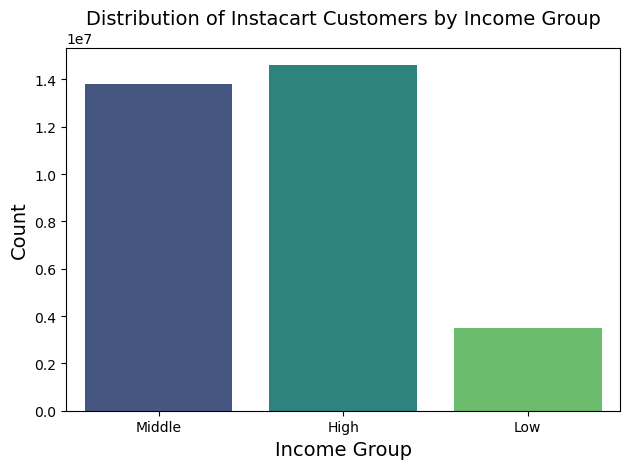 Distribution of Instacart Customers by Income Group
1e7
1.4
1.2
1.0
0.8
0.6
0.4
0.2
0.0
Count
Middle High Low
Income Group